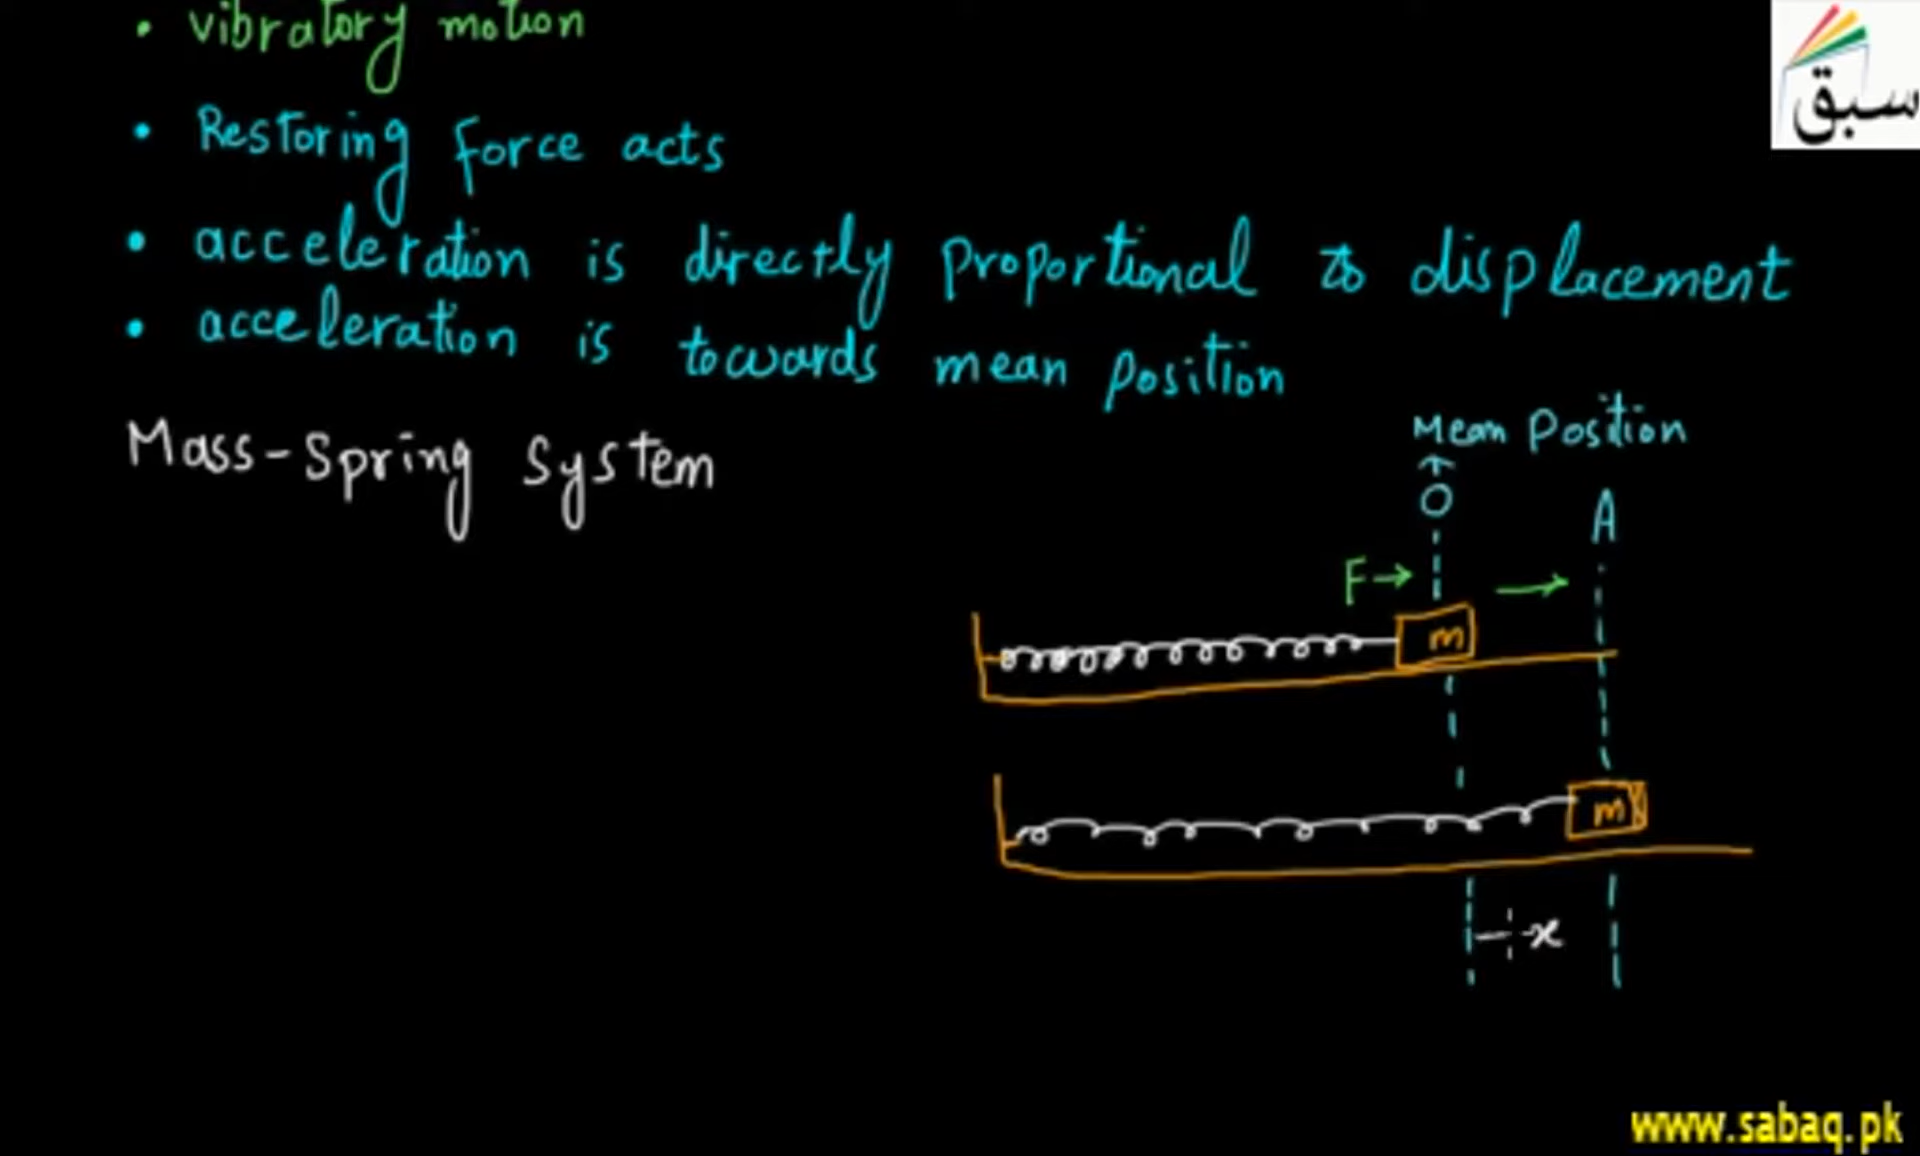 • vibratory motion
سبق
• Restoring force acts
• acceleration is directly proportional to displacement
• acceleration is towards mean position
Mass-Spring System
Mean Position
O
A
F →
m
m
x
www.sabaq.pk